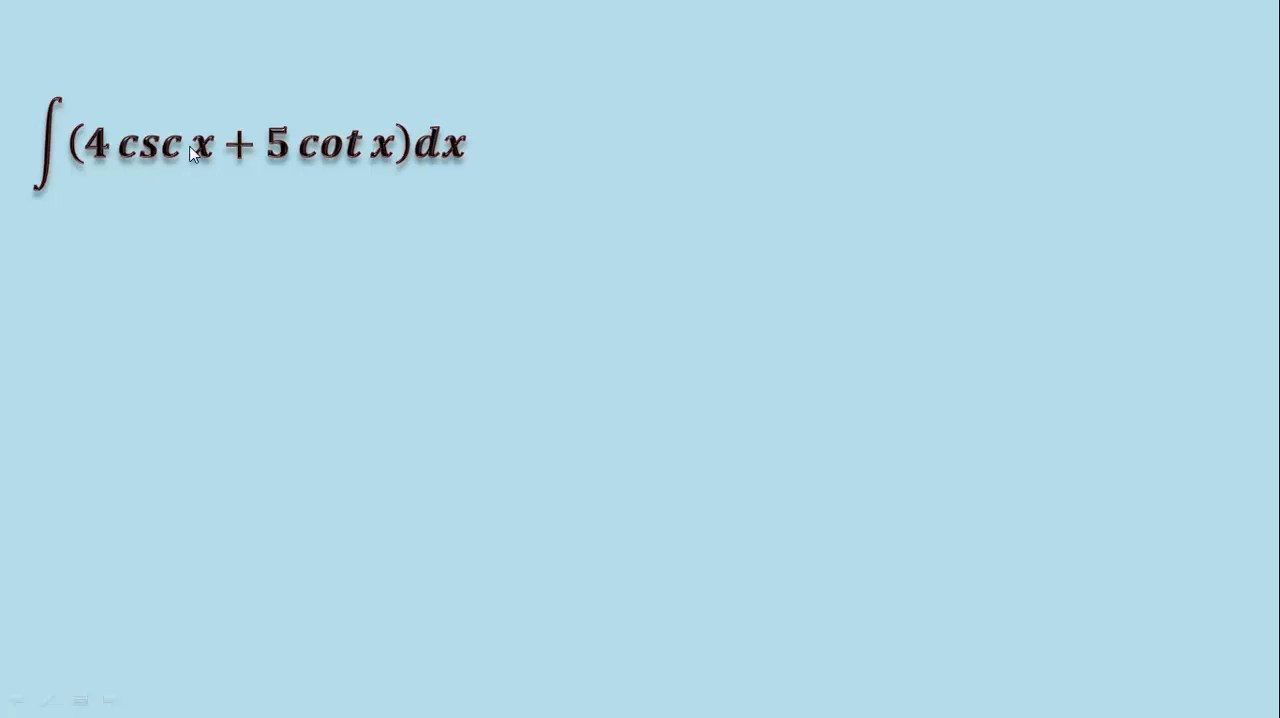 ∫(4 csc x + 5 cot x)dx